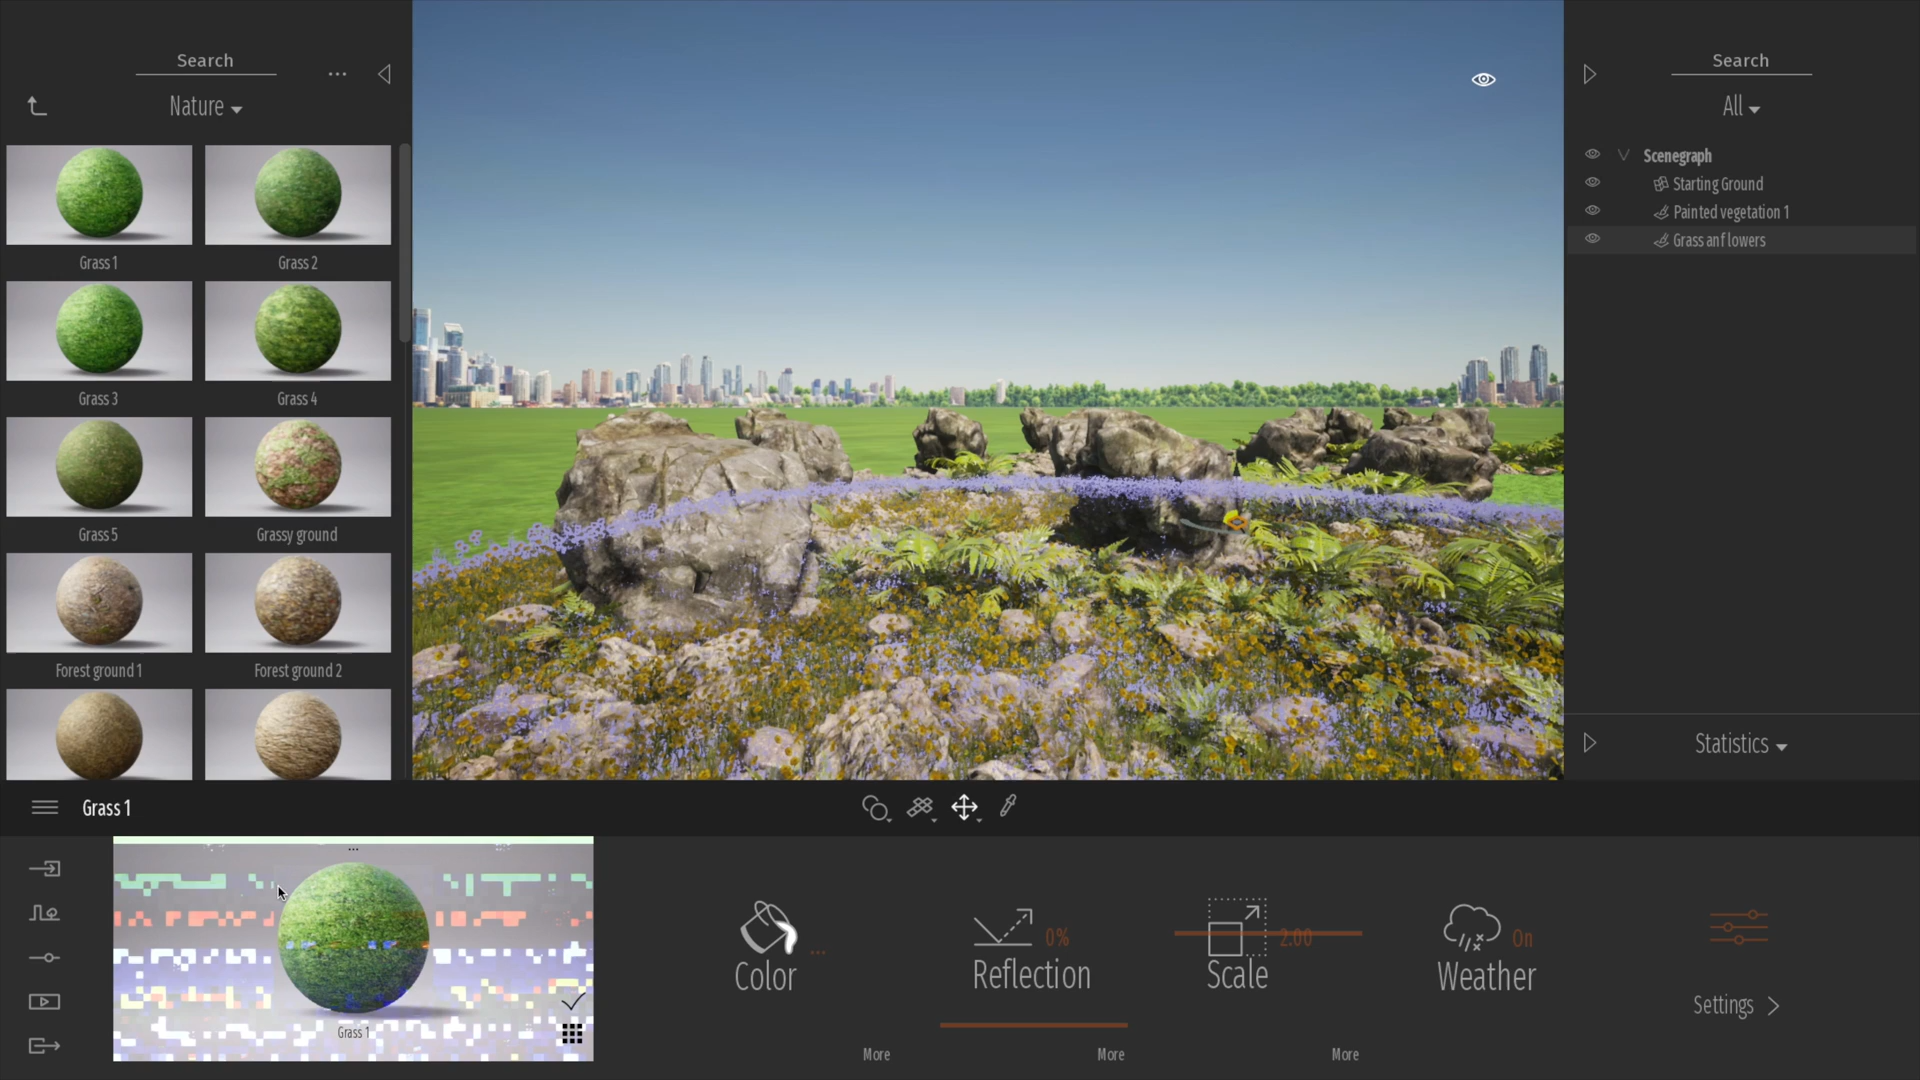 Search
...
Nature
Grass 1
Grass 2
Grass 3
Grass 4
Grass 5
Grassy ground
Forest ground 1
Forest ground 2
Search
All
Scenegraph
Starting Ground
Painted vegetation 1
Grass anf lowers
Statistics
Grass 1
...
Grass 1
Color
...
More
Reflection
0%
More
Scale
2.00
More
Weather
On
Settings